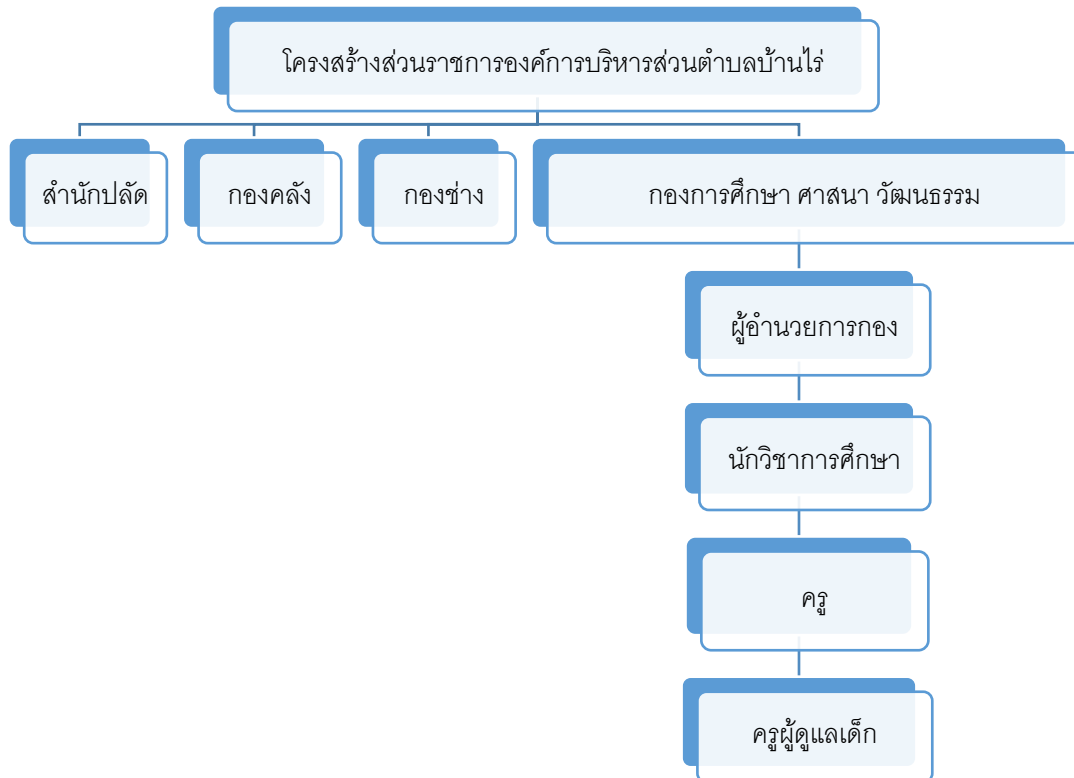 โครงสร้างส่วนราชการองค์การบริหารส่วนตำบลบ้านไร่
สำนักปลัด
กองคลัง
กองช่าง
กองการศึกษา ศาสนา วัฒนธรรม
ผู้อำนวยการกอง
นักวิชาการศึกษา
ครู
ครูผู้ดูแลเด็ก